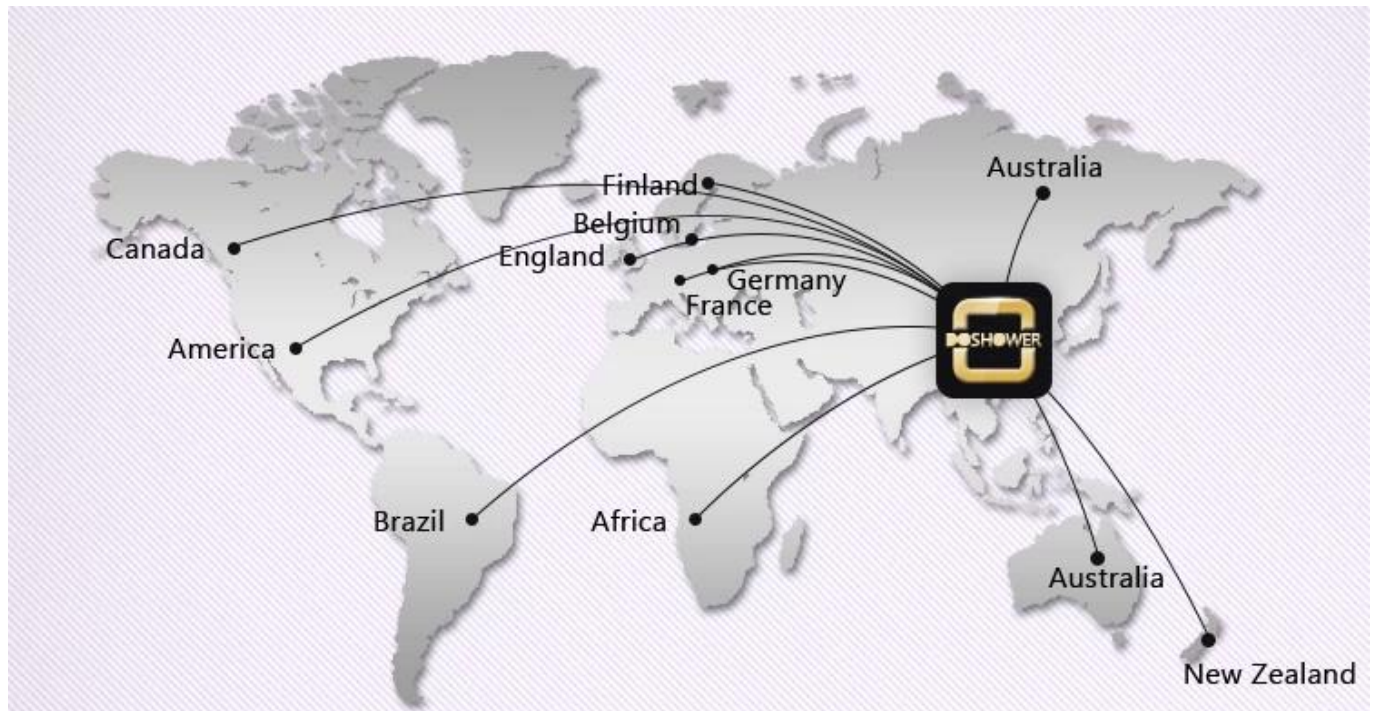 Australia
Finland
Belgium
Canada
England
Germany
France
DOSHOWER
America
Brazil
Africa
Australia
New Zealand